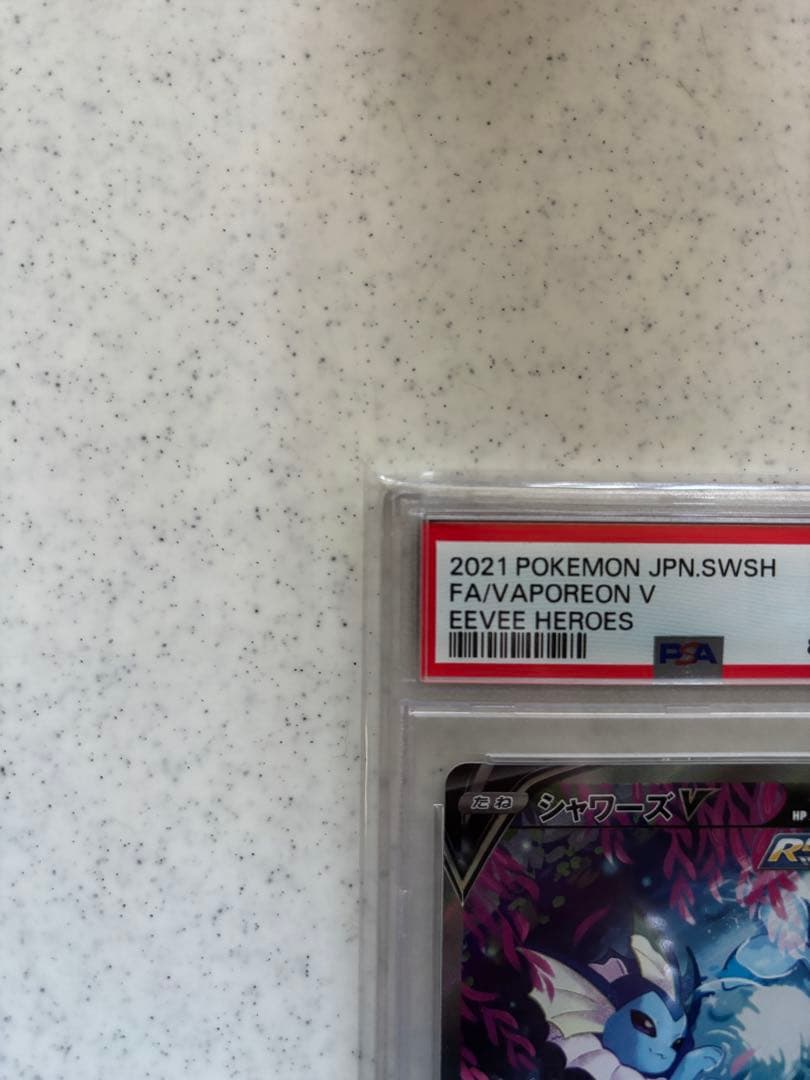 2021 POKEMON JPN.SWSH
FA/VAPOREON V
EEVEE HEROES
PSA
たね シャワーズV HP